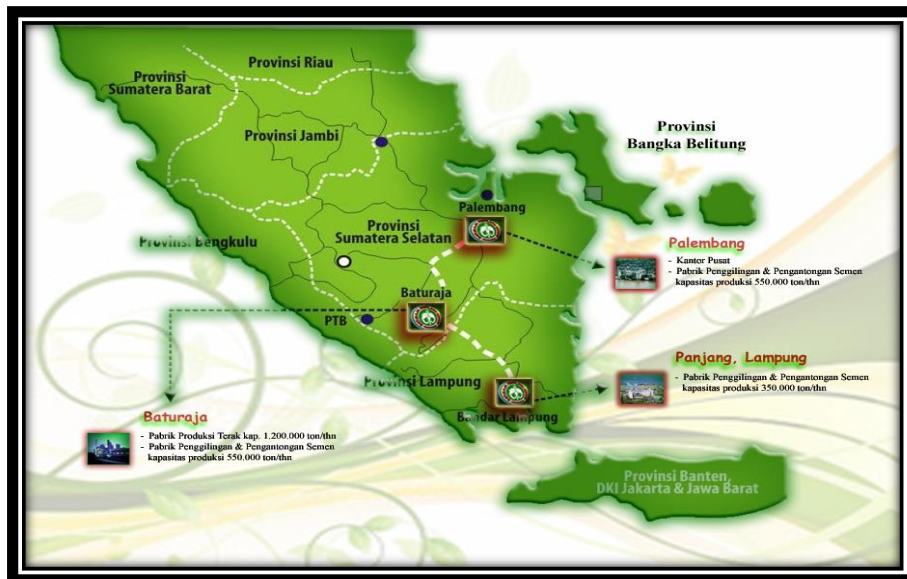 Provinsi Riau
Provinsi
Sumatera Barat
Provinsi Jambi
Provinsi
Bangka Belitung
Palembang
Provinsi
Sumatera Selatan
Provinsi Bengkulu
Palembang
- Kantor Pusat
- Pabrik Penggilingan & Pengantongan Semen
kapasitas produksi 550.000 ton/thn
Baturaja
PTB
Panjang, Lampung
- Pabrik Penggilingan & Pengantongan Semen
kapasitas produksi 350.000 ton/thn
Provinsi Lampung
Bandar Lampung
Baturaja
- Pabrik Produksi Terak kap. 1.200.000 ton/thn
- Pabrik Penggilingan & Pengantongan Semen
kapasitas produksi 550.000 ton/thn
Provinsi Banten,
DKI Jakarta & Jawa Barat